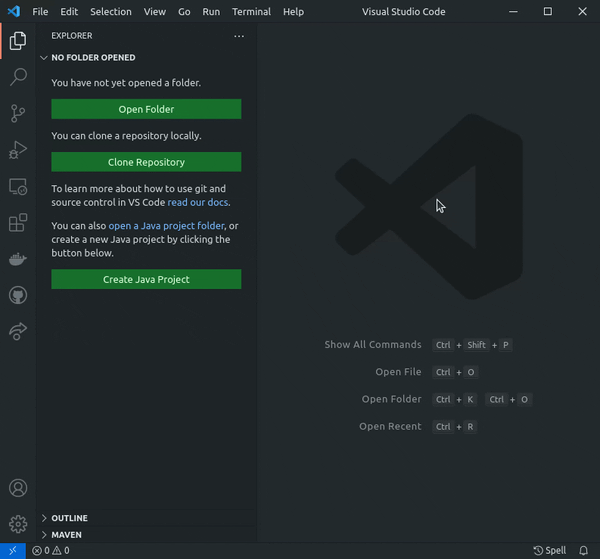 File Edit Selection View Go Run Terminal Help Visual Studio Code
EXPLORER
NO FOLDER OPENED
You have not yet opened a folder.
Open Folder
You can clone a repository locally.
Clone Repository
To learn more about how to use git and
source control in VS Code read our docs.
You can also open a Java project folder, or
create a new Java project by clicking the
button below.
Create Java Project
Show All Commands Ctrl + Shift + P
Open File Ctrl + O
Open Folder Ctrl + K Ctrl + O
Open Recent Ctrl + R
OUTLINE
MAVEN
0 0 Spell